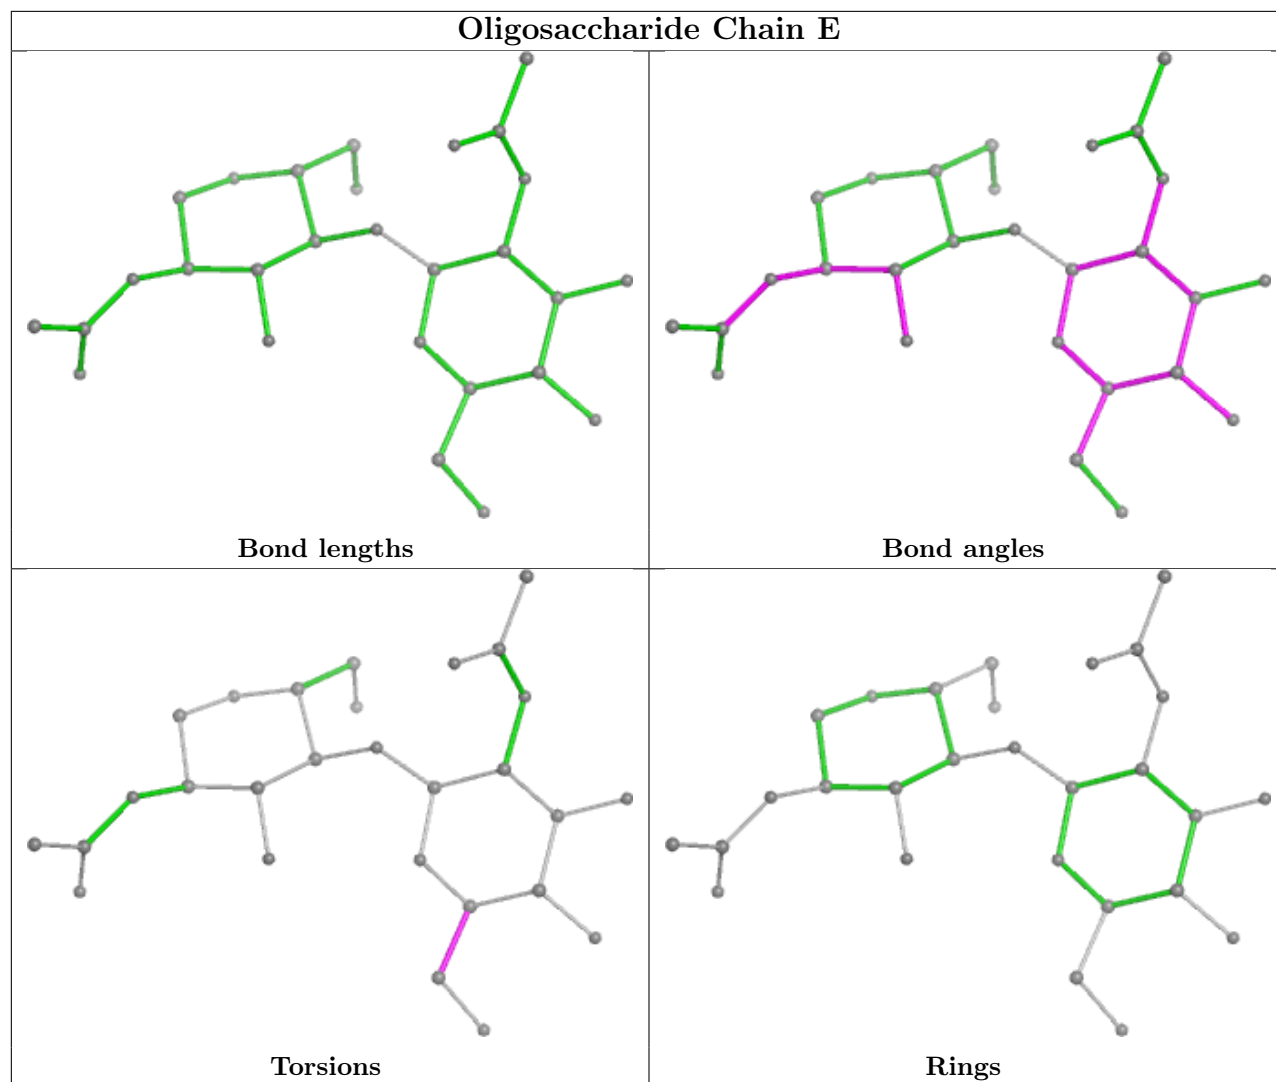 Oligosaccharide Chain E
Bond lengths
Bond angles
Torsions
Rings